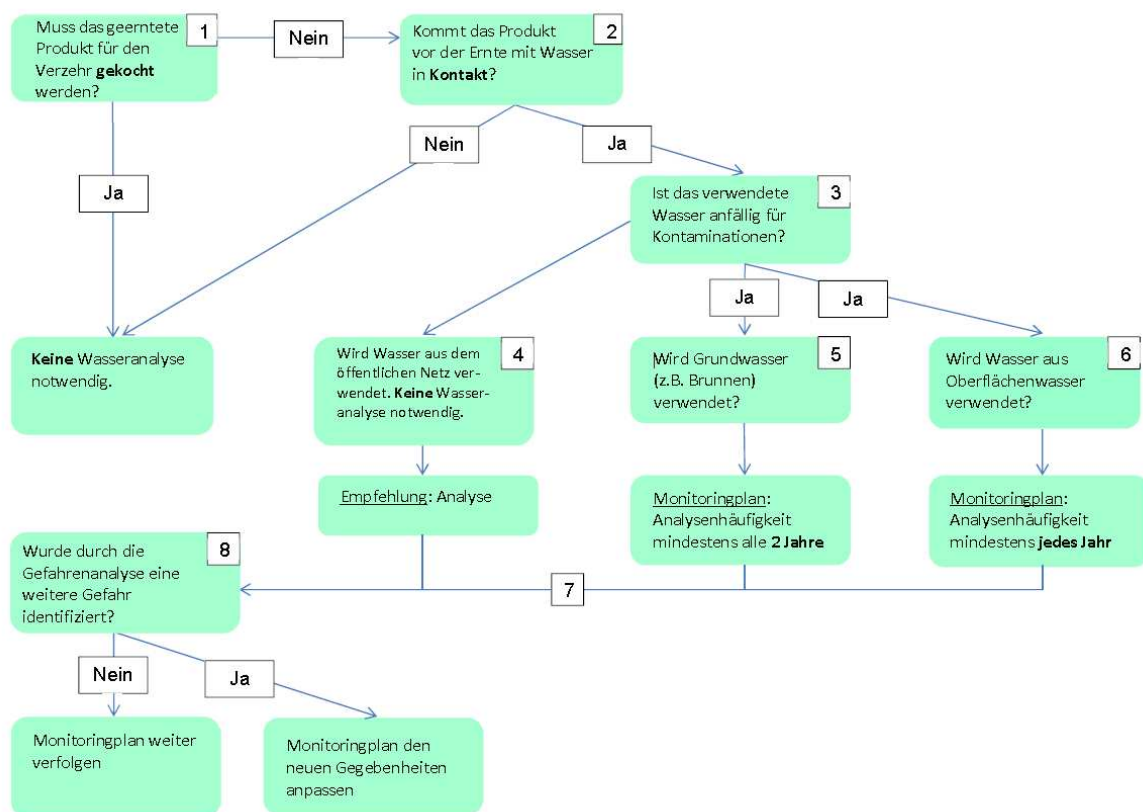 Muss das geerntete
Produkt für den
Verzehr gekocht
werden?
1
Nein
Kommt das Produkt
vor der Ernte mit Wasser
in Kontakt?
2
Nein
Ja
Ja
Ist das verwendete
Wasser anfällig für
Kontaminationen?
3
Ja
Ja
Keine Wasseranalyse
notwendig.
Wird Wasser aus dem
öffentlichen Netz ver-
wendet. Keine Wasser-
analyse notwendig.
4
Wird Grundwasser
(z.B. Brunnen)
verwendet?
5
Wird Wasser aus
Oberflächenwasser
verwendet?
6
Empfehlung: Analyse
Monitoringplan:
Analysenhäufigkeit
mindestens alle 2 Jahre
Monitoringplan:
Analysenhäufigkeit
mindestens jedes Jahr
7
Wurde durch die
Gefahrenanalyse eine
weitere Gefahr
identifiziert?
8
Nein
Ja
Monitoringplan weiter
verfolgen
Monitoringplan den
neuen Gegebenheiten
anpassen